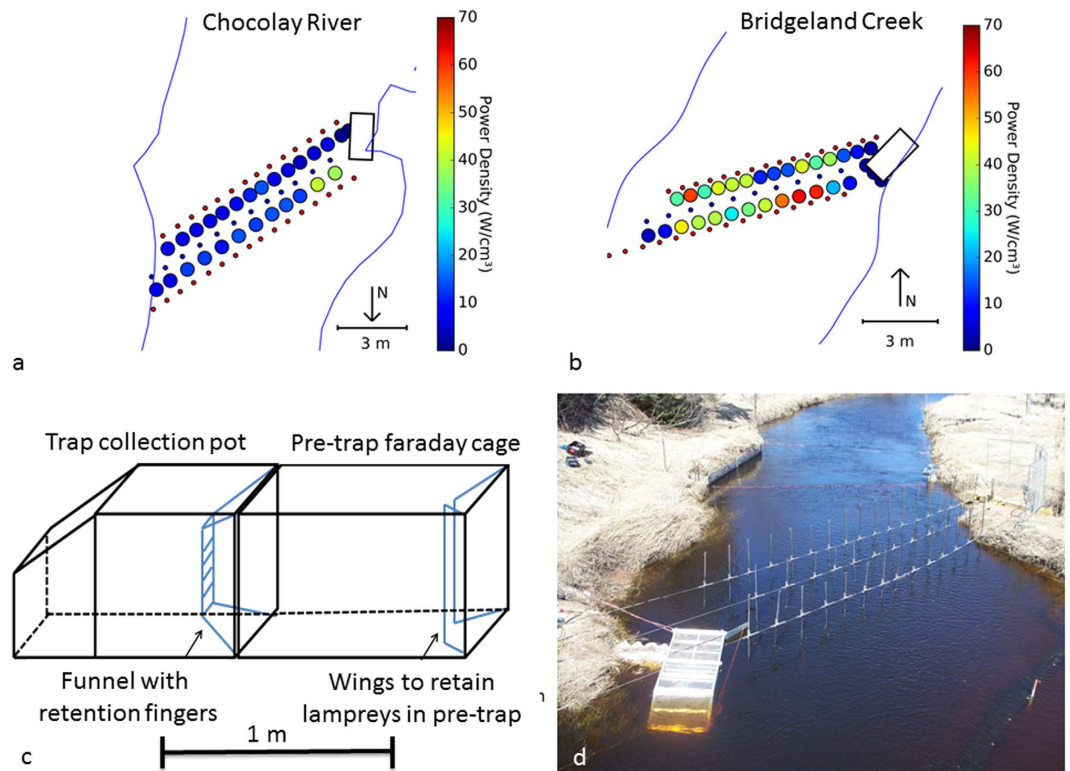 Chocolay River
70
60
50
40
30
20
10
0
Power Density (W/cm³)
N
3 m
a
Bridgeland Creek
70
60
50
40
30
20
10
0
Power Density (W/cm³)
N
3 m
b
Trap collection pot
Pre-trap faraday cage
Funnel with
retention fingers
Wings to retain
lampreys in pre-trap
1 m
c
d